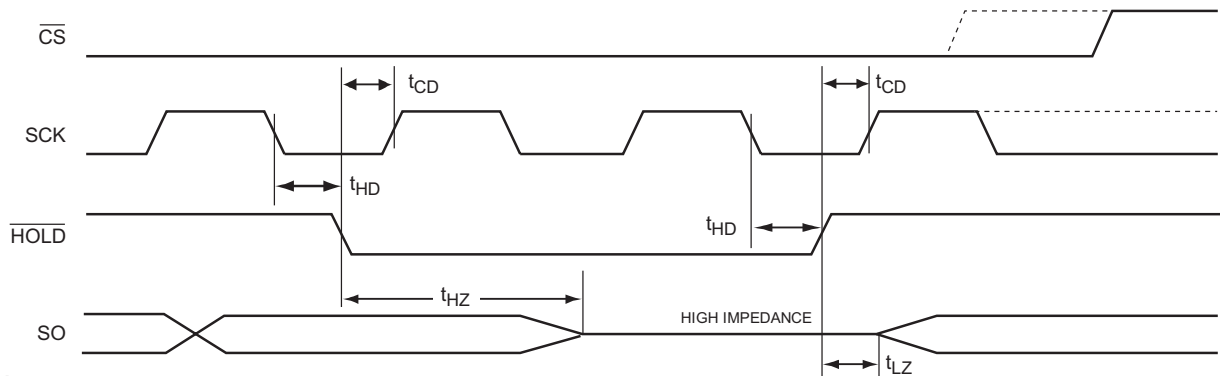 CS
tCD
tCD
SCK
tHD
HOLD
tHD
tHZ
HIGH IMPEDANCE
SO
tLZ